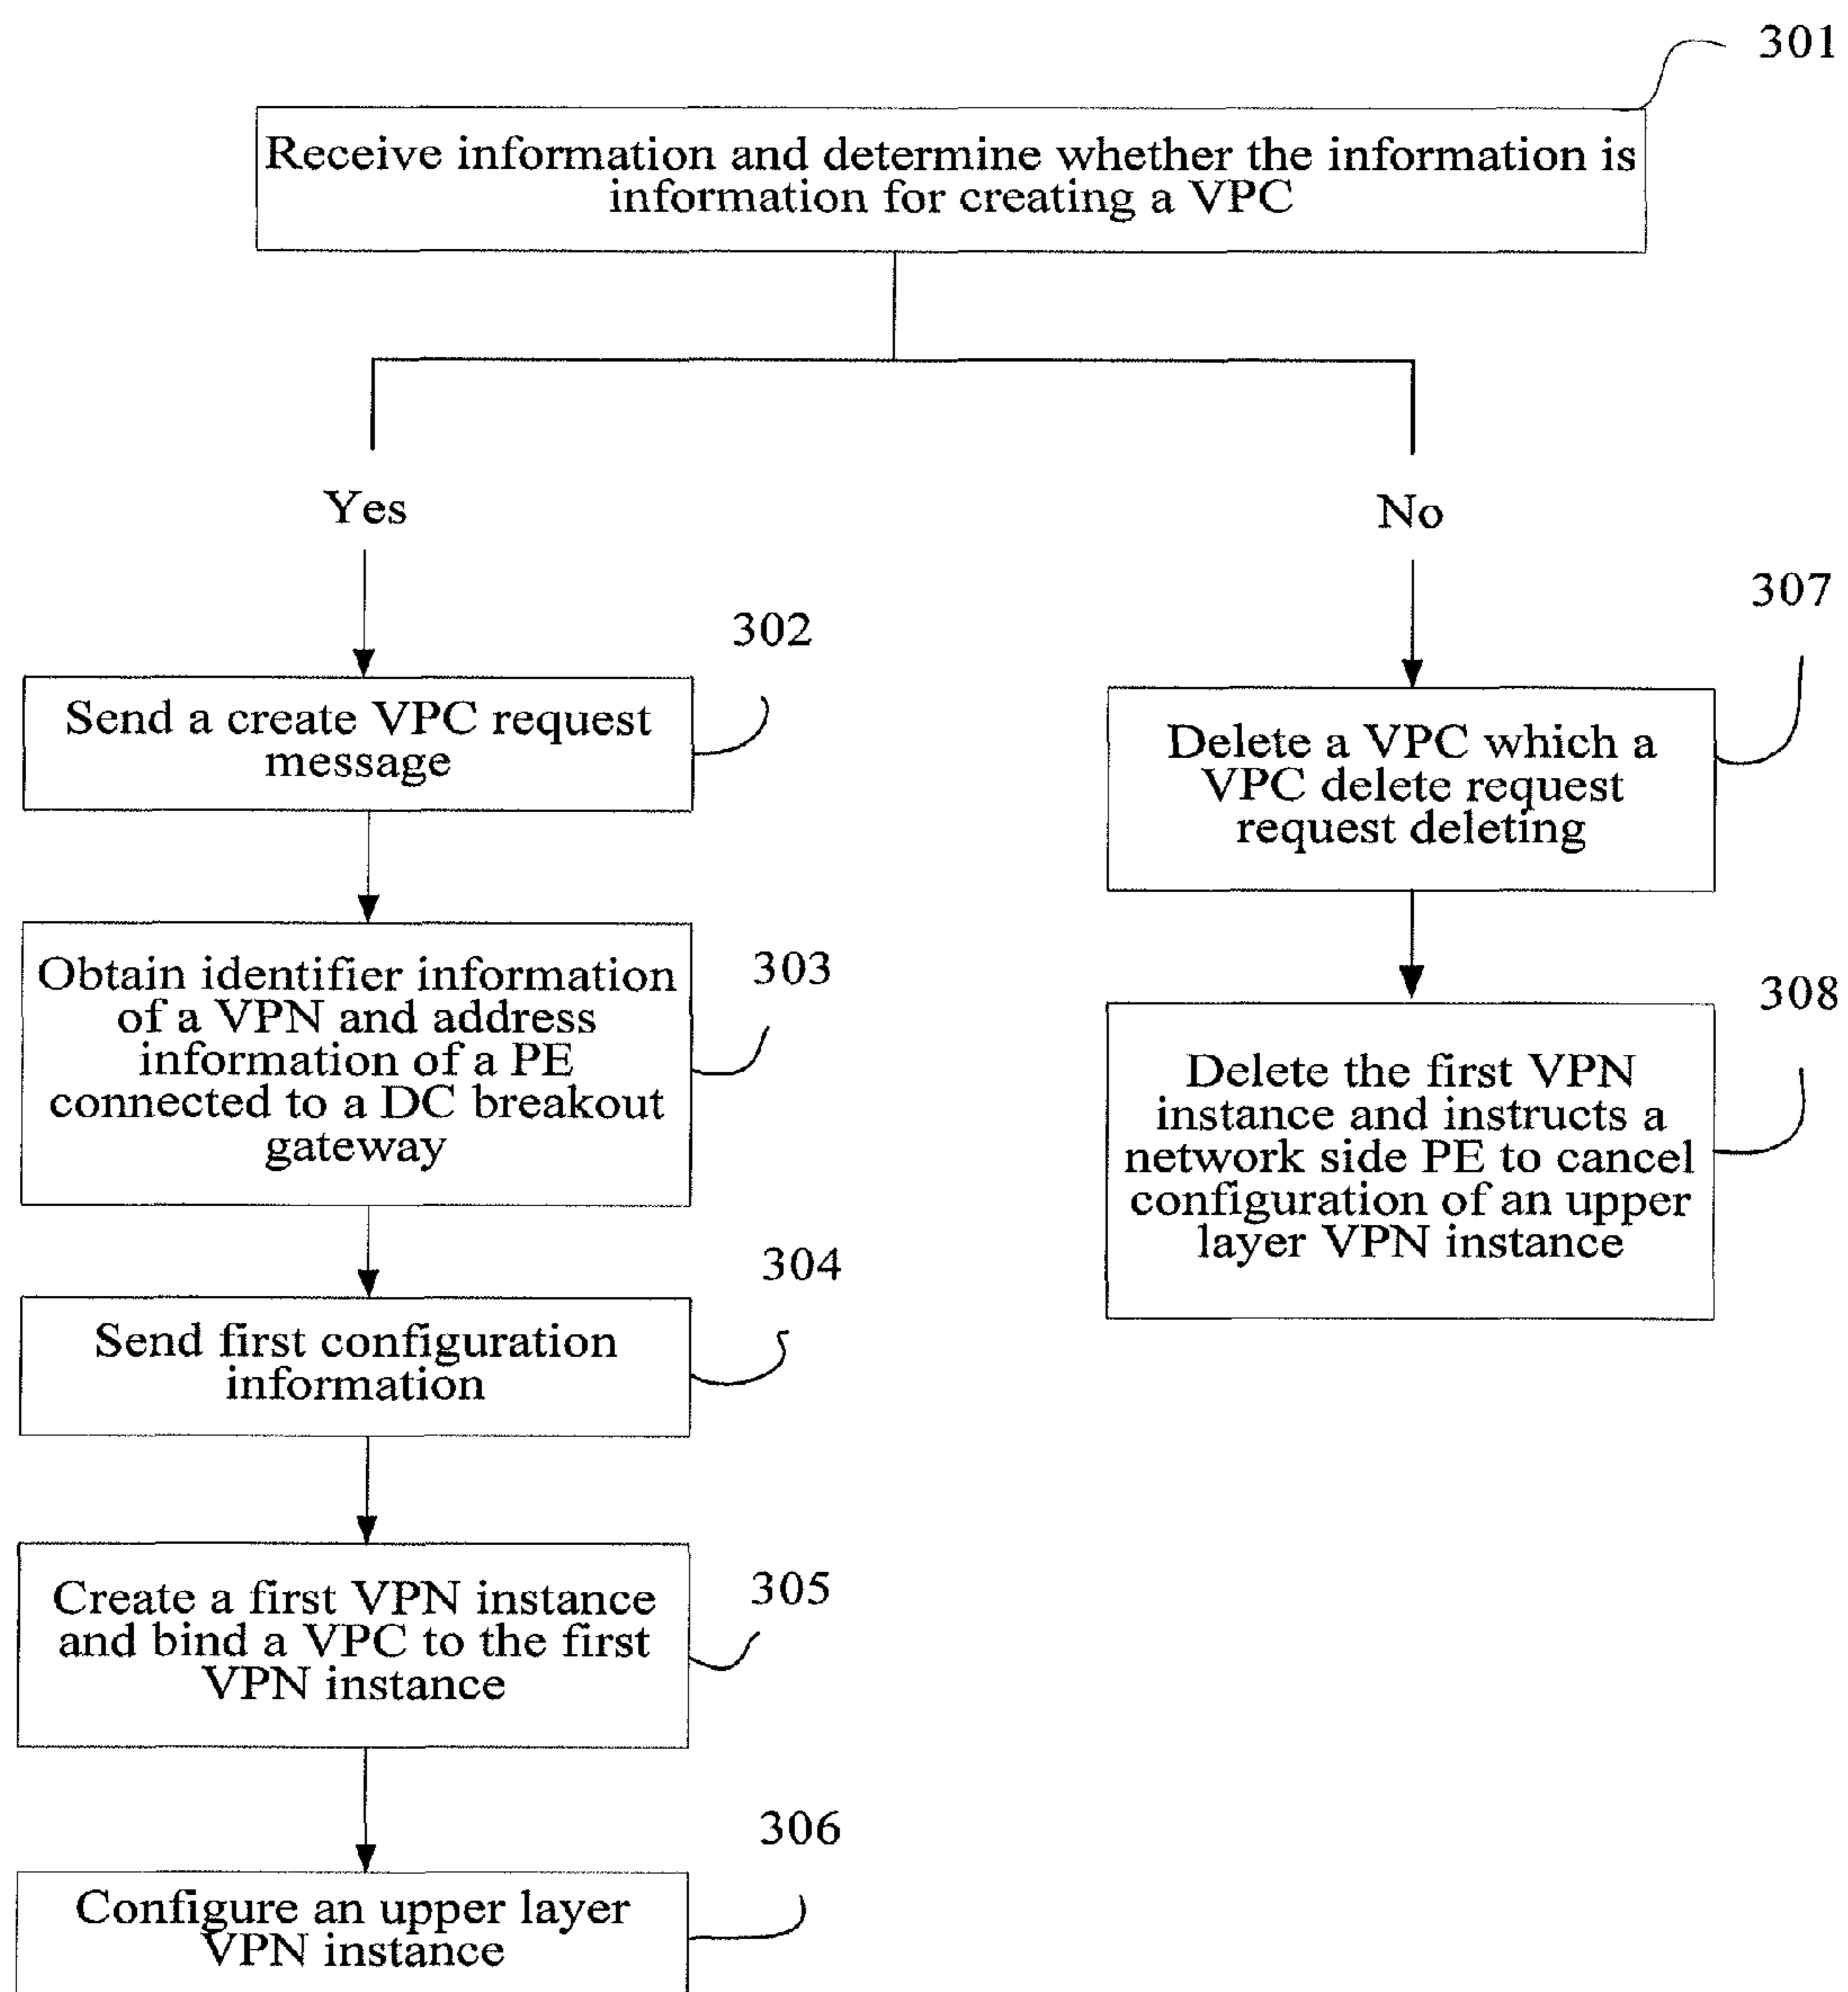 301
Receive information and determine whether the information is
information for creating a VPC
Yes
No
302
Send a create VPC request
message
307
Delete a VPC which a
VPC delete request
request deleting
303
Obtain identifier information
of a VPN and address
information of a PE
connected to a DC breakout
gateway
308
Delete the first VPN
instance and instructs a
network side PE to cancel
configuration of an upper
layer VPN instance
304
Send first configuration
information
305
Create a first VPN instance
and bind a VPC to the first
VPN instance
306
Configure an upper layer
VPN instance